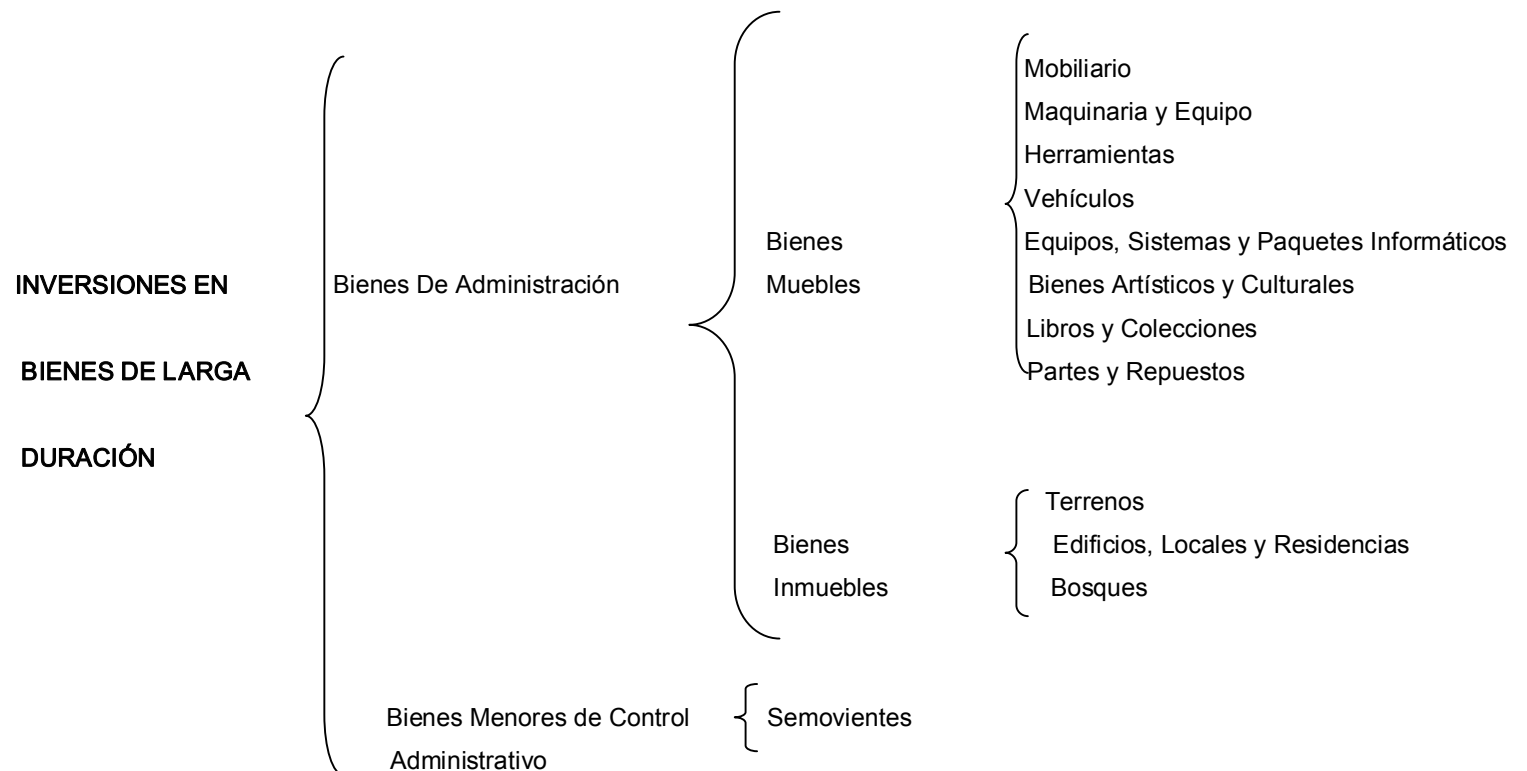 INVERSIONES EN
BIENES DE LARGA
DURACIÓN
Bienes De Administración
Bienes
Muebles
Mobiliario
Maquinaria y Equipo
Herramientas
Vehículos
Equipos, Sistemas y Paquetes Informáticos
Bienes Artísticos y Culturales
Libros y Colecciones
Partes y Repuestos
Bienes
Inmuebles
Terrenos
Edificios, Locales y Residencias
Bosques
Bienes Menores de Control
Administrativo
Semovientes